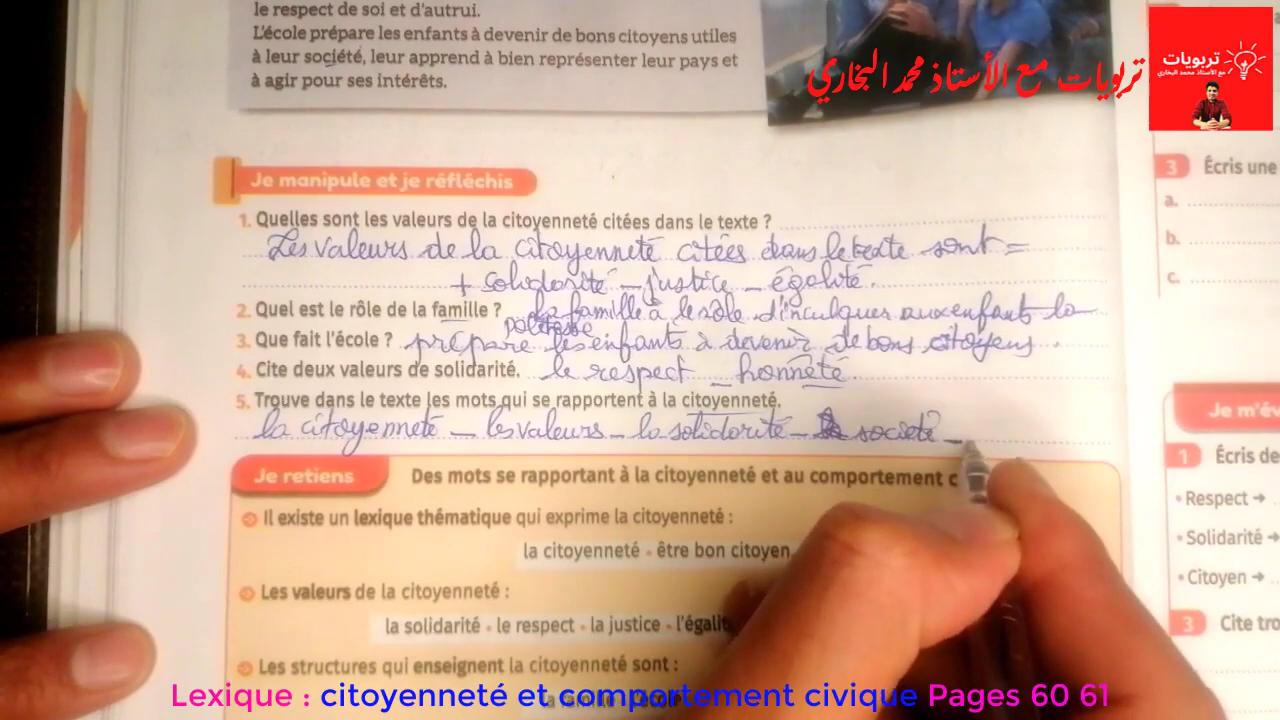 le respect de soi et d'autrui.
L'école prépare les enfants à devenir de bons citoyens utiles
à leur société, leur apprend à bien représenter leur pays et
à agir pour ses intérêts.
تربويات مع الأستاذ محمد البخاري
تربويات
مع الأستاذ محمد البخاري
Je manipule et je réfléchis
1. Quelles sont les valeurs de la citoyenneté citées dans le texte ?
Les valeurs de la citoyenneté citées dans le texte sont =
+ solidarité - justice - égalité.
2. Quel est le rôle de la famille ? la famille à le rôle d'inculquer aux enfants la
politesse
3. Que fait l'école ? prépare les enfants à devenir de bons citoyens.
4. Cite deux valeurs de solidarité. le respect - honnêté.
5. Trouve dans le texte les mots qui se rapportent à la citoyenneté.
la citoyenneté - les valeurs - la solidarité - société -
Je retiens
Des mots se rapportant à la citoyenneté et au comportement c
Il existe un lexique thématique qui exprime la citoyenneté :
la citoyenneté • être bon citoyen
Les valeurs de la citoyenneté :
la solidarité • le respect • la justice • l'égalit
Les structures qui enseignent la citoyenneté sont :
3 Écris une
a.
b.
c.
Je m'év
1 Écris de
• Respect →
• Solidarité →
• Citoyen →
3 Cite tro
Lexique : citoyenneté et comportement civique Pages 60 61